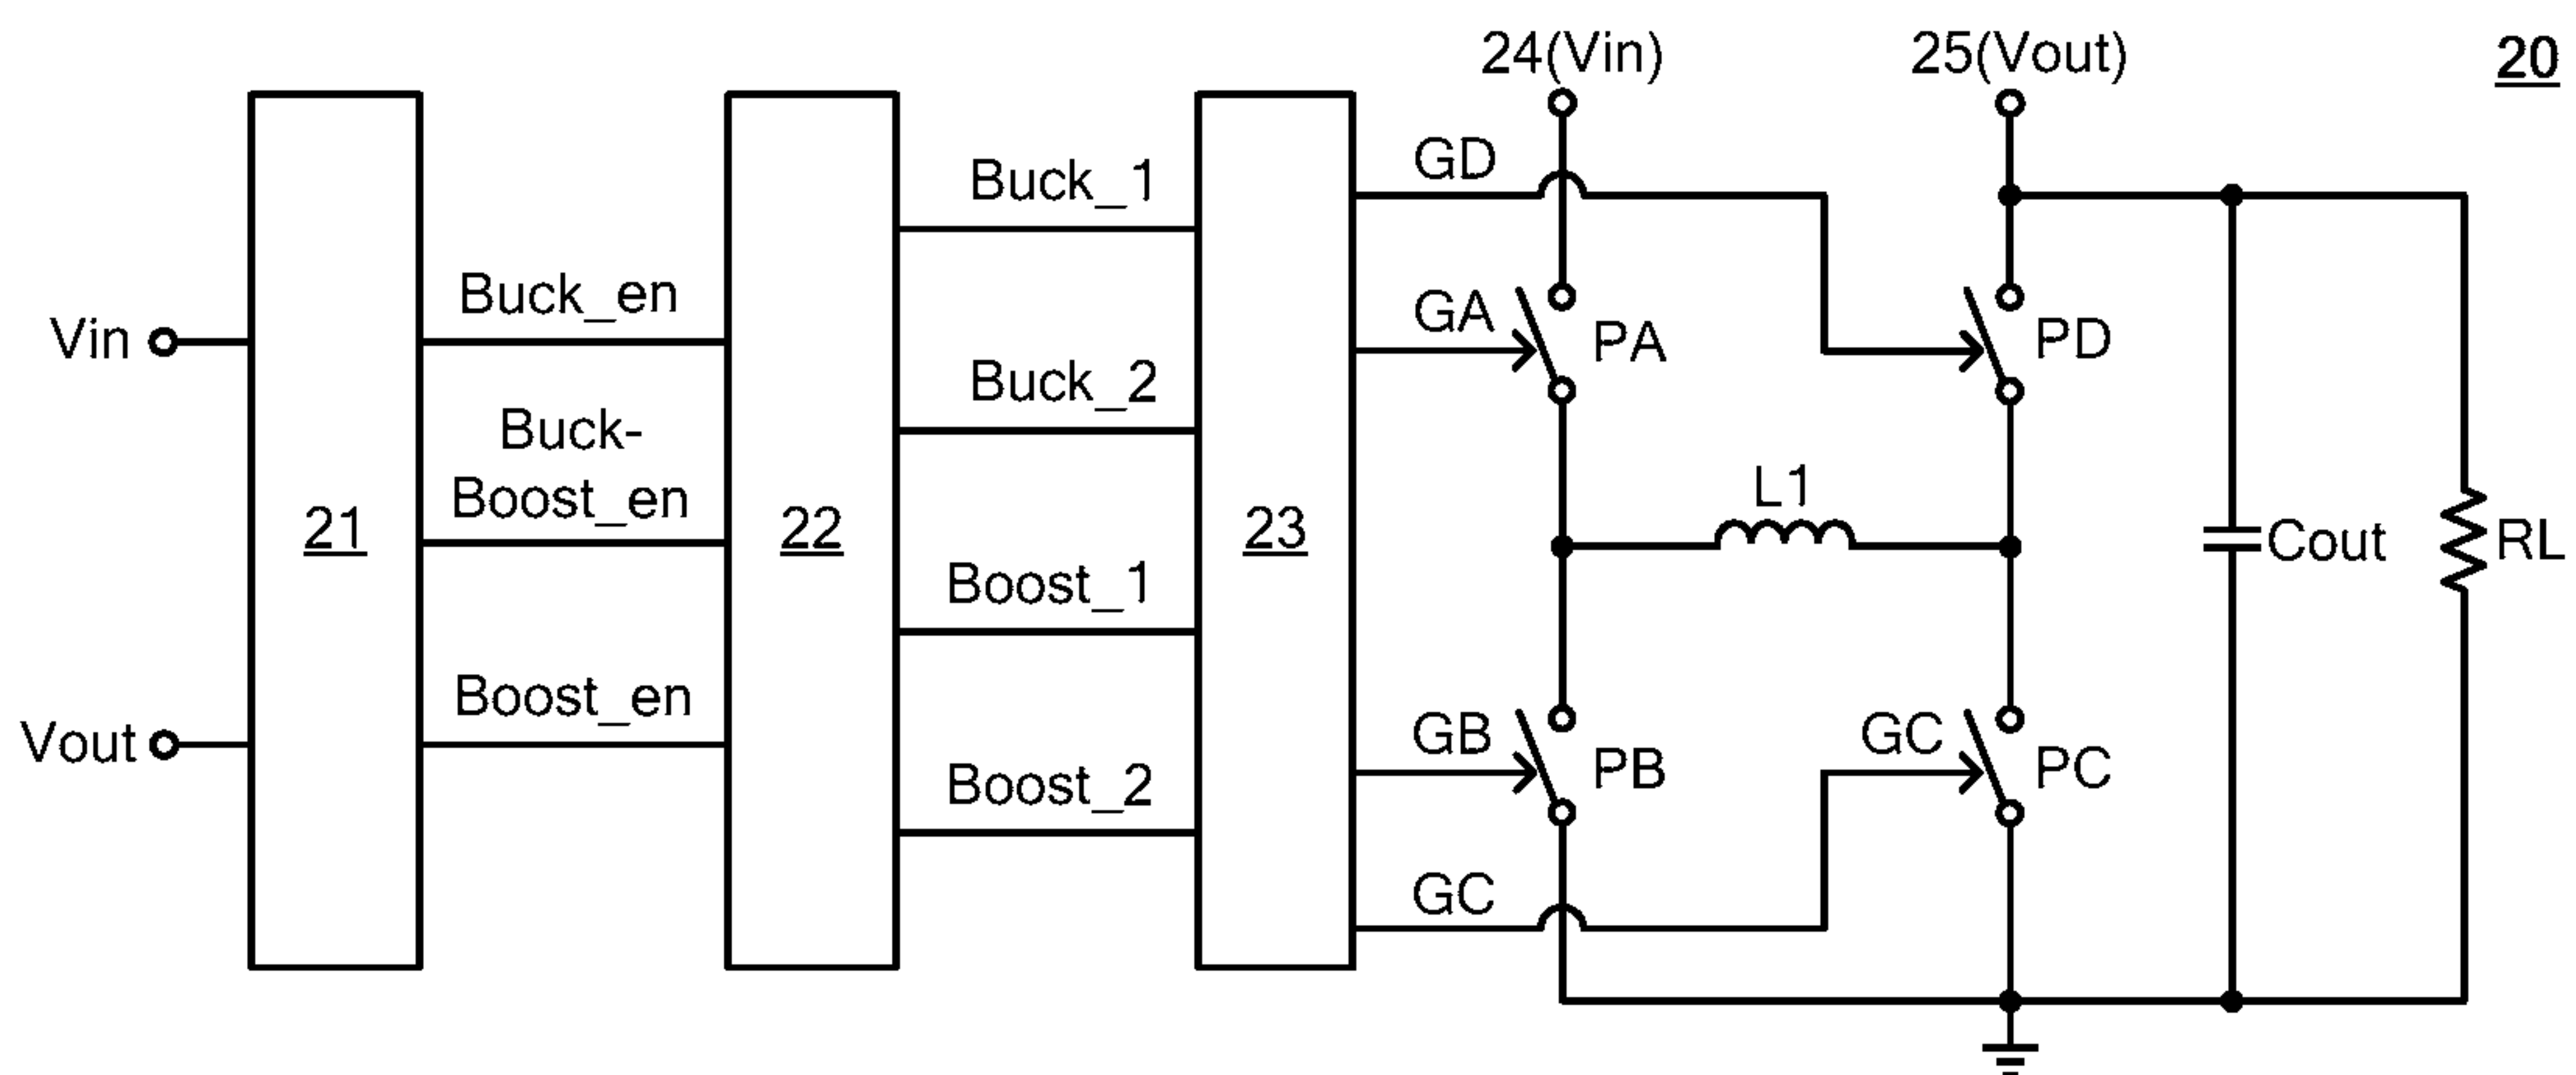 24(Vin)
25(Vout)
20
GD
Buck_1
Buck_en
GA
PA
PD
Vin
Buck_2
Buck-
Boost_en
L1
21
22
23
Cout
RL
Boost_1
Boost_en
Vout
GB
GC
PB
PC
Boost_2
GC